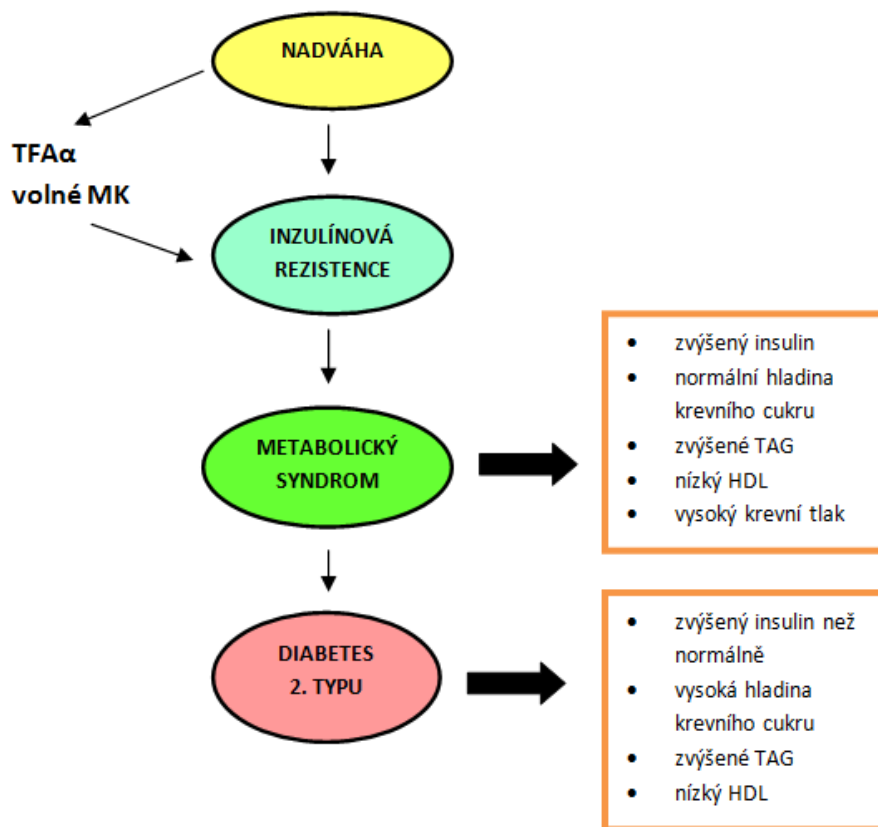 NADVÁHA
TFAα
volné MK
INZULÍNOVÁ
REZISTENCE
METABOLICKÝ
SYNDROM
• zvýšený insulin
• normální hladina
krevního cukru
• zvýšené TAG
• nízký HDL
• vysoký krevní tlak
DIABETES
2. TYPU
• zvýšený insulin než
normálně
• vysoká hladina
krevního cukru
• zvýšené TAG
• nízký HDL